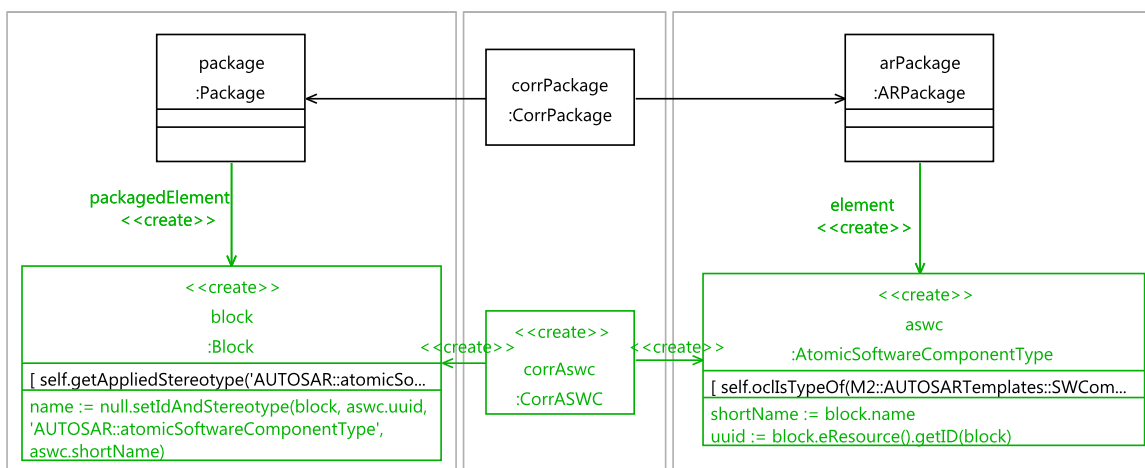 package
:Package
corrPackage
:CorrPackage
arPackage
:ARPackage
packagedElement
<<create>>
element
<<create>>
<<create>>
block
:Block
[ self.getAppliedStereotype('AUTOSAR::atomicSo...
name := null.setIdAndStereotype(block, aswc.uuid,
'AUTOSAR::atomicSoftwareComponentType',
aswc.shortName)
<<create>>
<<create>>
corrAswc
:CorrASWC
<<create>>
<<create>>
aswc
:AtomicSoftwareComponentType
[ self.oclIsTypeOf(M2::AUTOSARTemplates::SWCom...
shortName := block.name
uuid := block.eResource().getID(block)